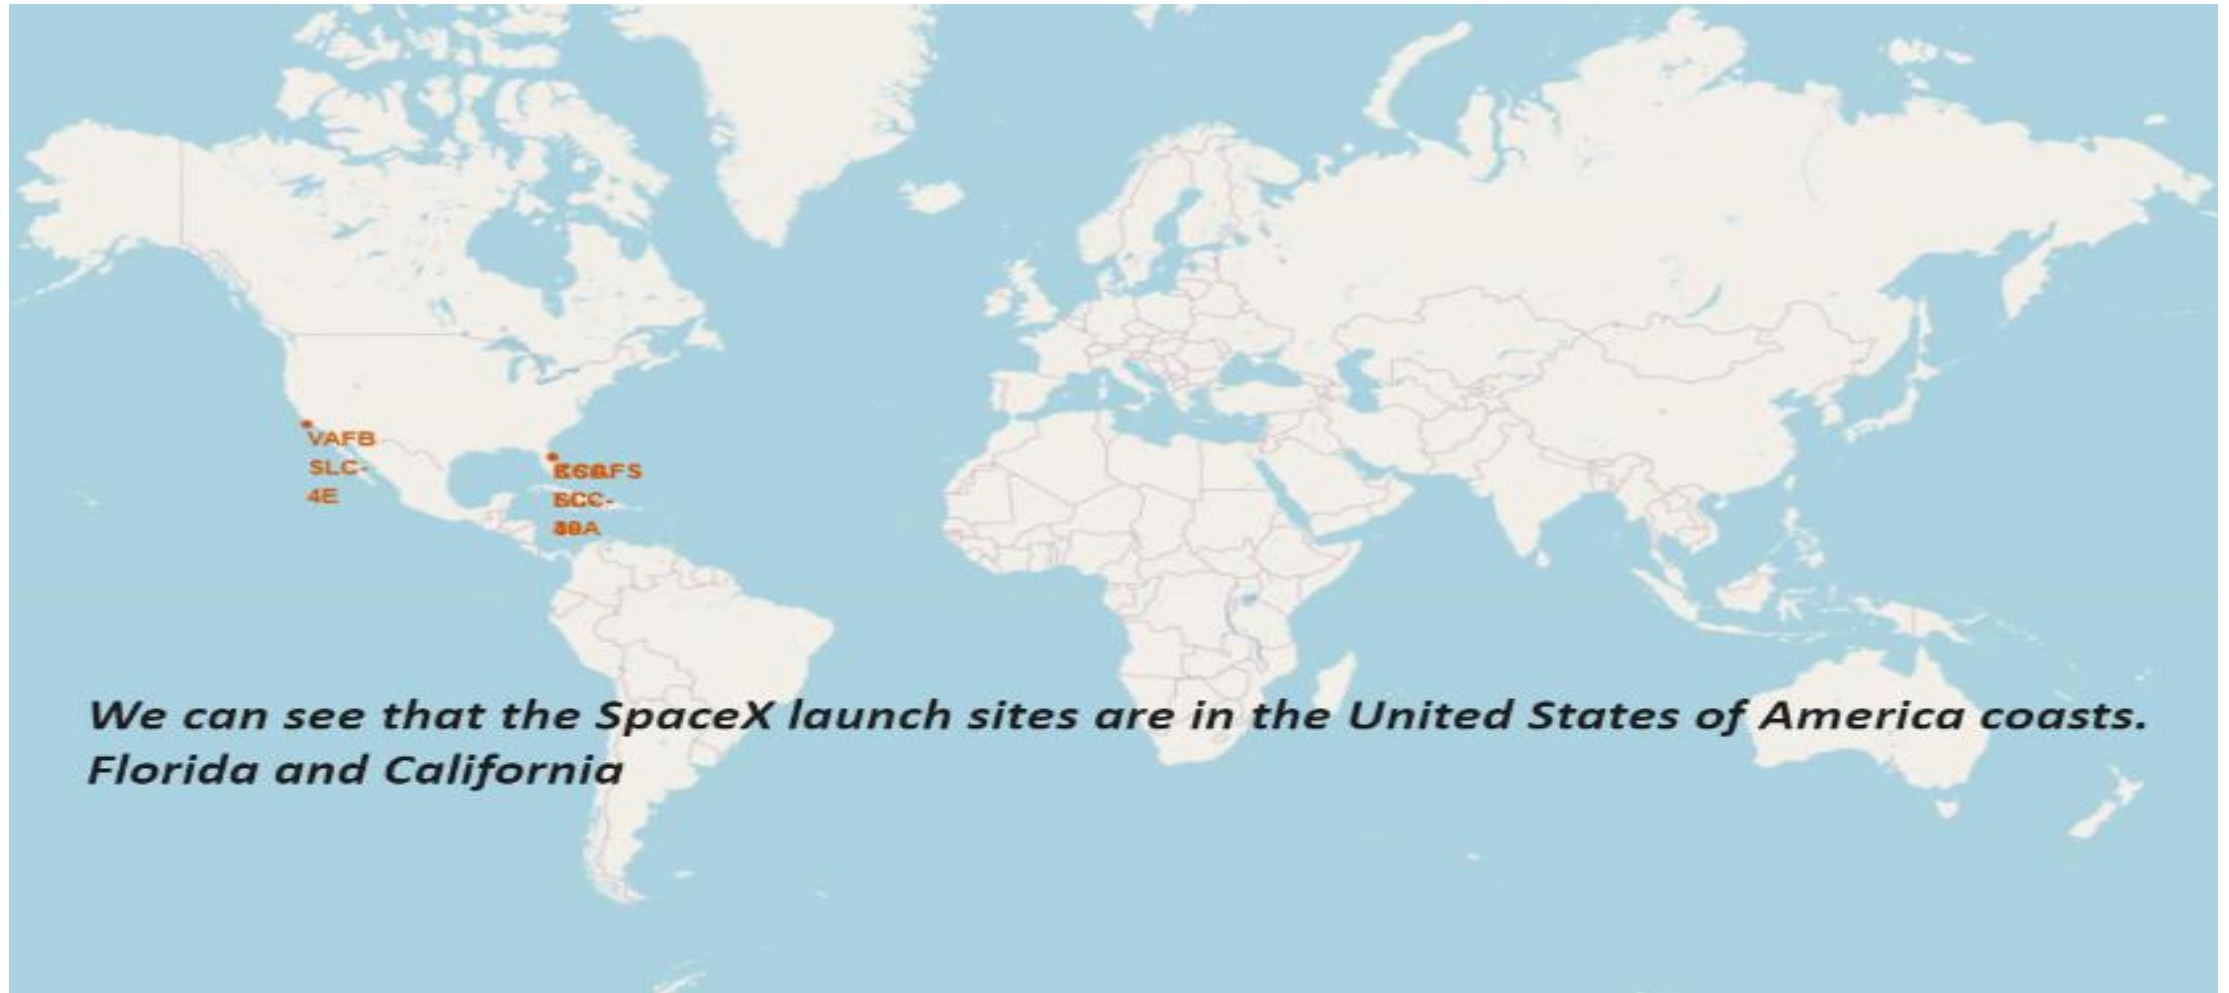 VAFB
SLC-
4E
We can see that the SpaceX launch sites are in the United States of America coasts.
Florida and California